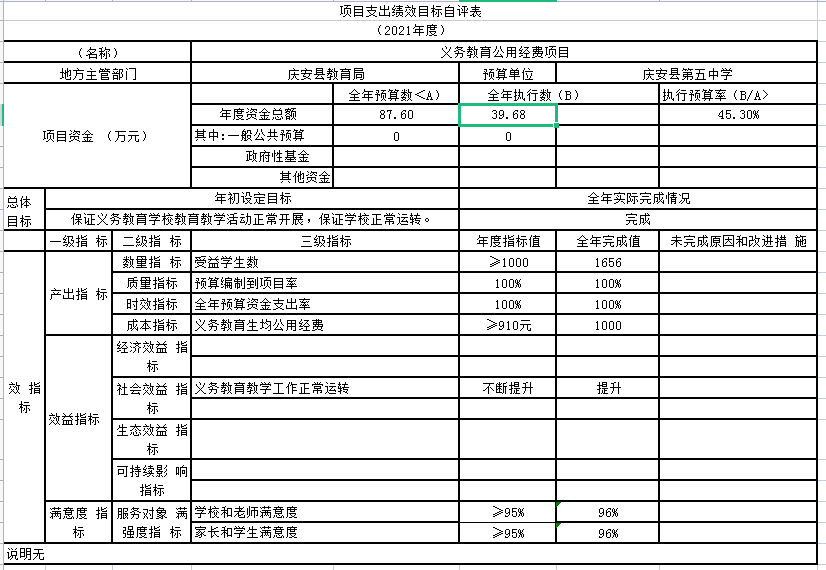 项目支出绩效目标自评表
（2021年度）
（名称） 义务教育公用经费项目
地方主管部门 庆安县教育局 预算单位 庆安县第五中学
项目资金 （万元） 全年预算数＜A） 全年执行数（B） 执行预算率（B/A>
年度资金总额 87.60 39.68 45.30%
其中:一般公共预算 0 0
政府性基金
其他资金
总体目标 年初设定目标 全年实际完成情况
保证义务教育学校教育教学活动正常开展，保证学校正常运转。 完成
一级指 标 二级指 标 三级指标 年度指标值 全年完成值 未完成原因和改进措 施
效 指标 产出指 标 数量指 标 受益学生数 ≥1000 1656
质量指标 预算编制到项目率 100% 100%
时效指标 全年预算资金支出率 100% 100%
成本指标 义务教育生均公用经费 ≥910元 1000
效益指标 经济效益 指标
社会效益 指标 义务教育教学工作正常运转 不断提升 提升
生态效益 指标
可持续影 响指标
满意度 指标 服务对象 满强度指 标 学校和老师满意度 ≥95% 96%
家长和学生满意度 ≥95% 96%
说明无